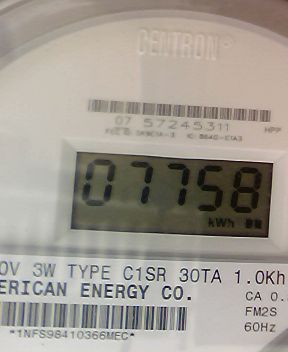 CENTRON®
07 57245311 HPP
07758
kWh
0V 3W TYPE C1SR 30TA 1.0Kh
ERICAN ENERGY CO. CA 0.
FM2S
*1NFS98410366MEC* 60Hz